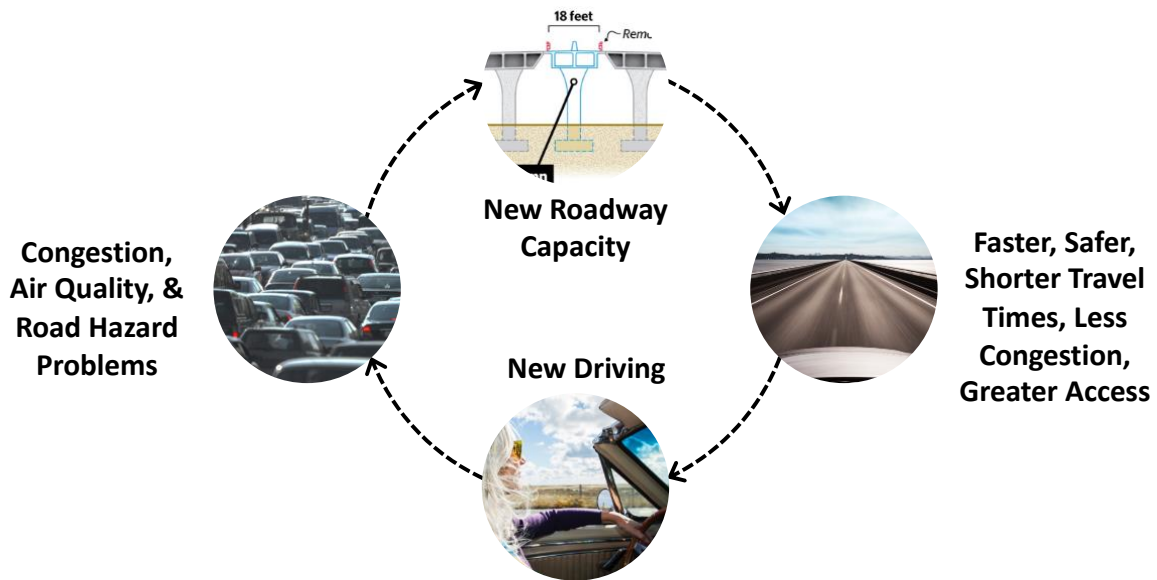 18 feet
New Roadway
Capacity
Faster, Safer,
Shorter Travel
Times, Less
Congestion,
Greater Access
New Driving
Congestion,
Air Quality, &
Road Hazard
Problems